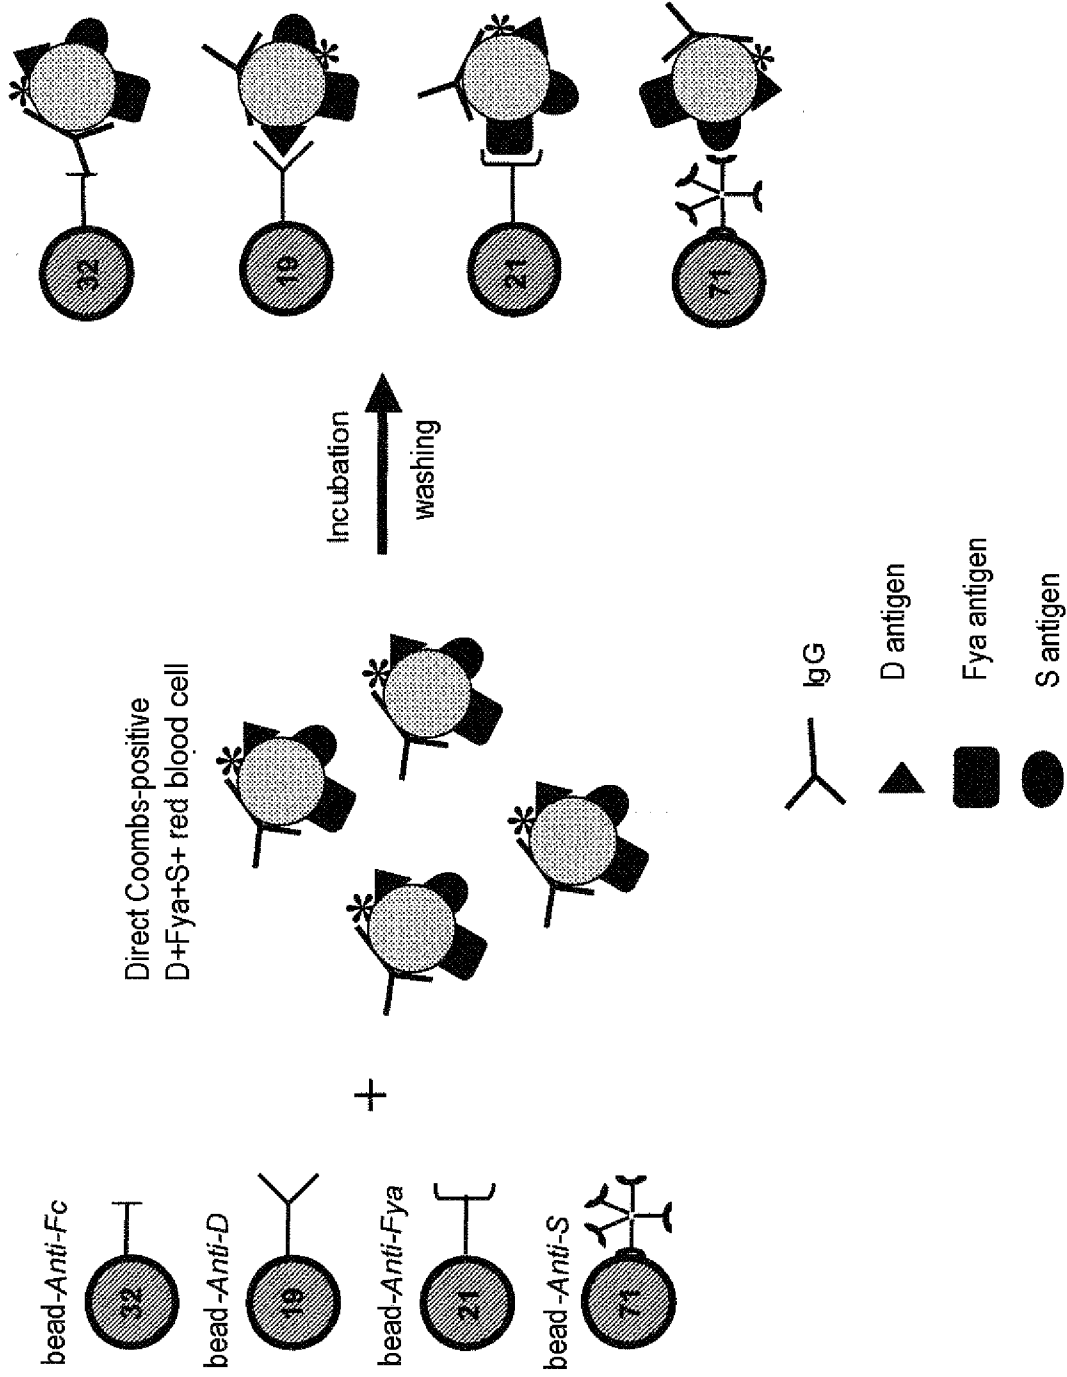 bead-Anti-Fc
32
bead-Anti-D
19
bead-Anti-Fya
21
bead-Anti-S
71
+
Direct Coombs-positive
D+Fya+S+ red blood cell
* * * *
Incubation
washing
32
*
19
*
21
*
71
*
IgG
D antigen
Fya antigen
S antigen